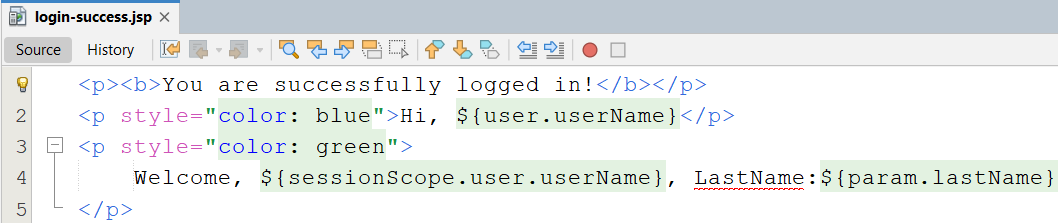 login-success.jsp
Source History
<p><b>You are successfully logged in!</b></p>
2 <p style="color: blue">Hi, ${user.userName}</p>
3 <p style="color: green">
4 Welcome, ${sessionScope.user.userName}, LastName:${param.lastName}
5 </p>